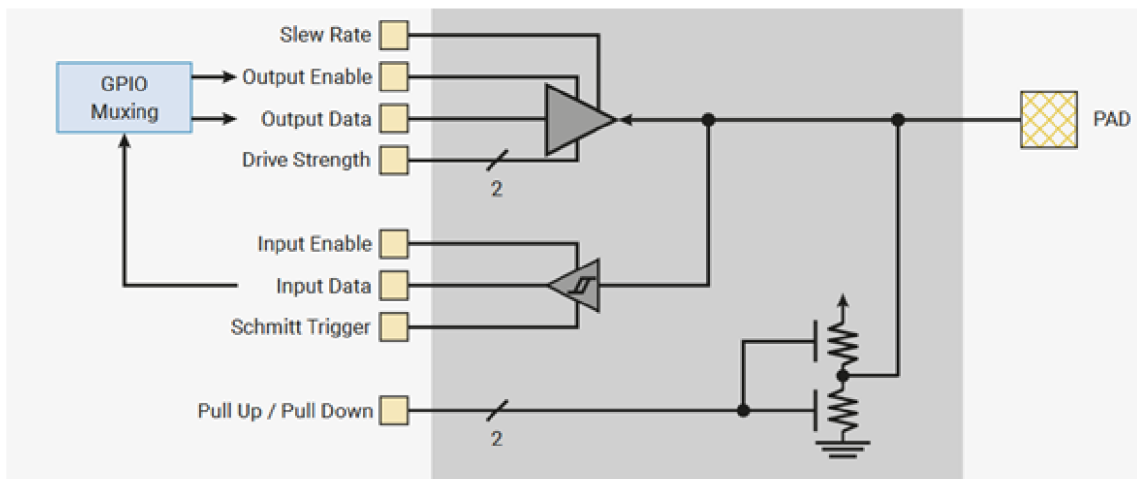 Slew Rate
GPIO
Muxing
Output Enable
Output Data
PAD
Drive Strength
2
Input Enable
Input Data
Schmitt Trigger
Pull Up / Pull Down
2